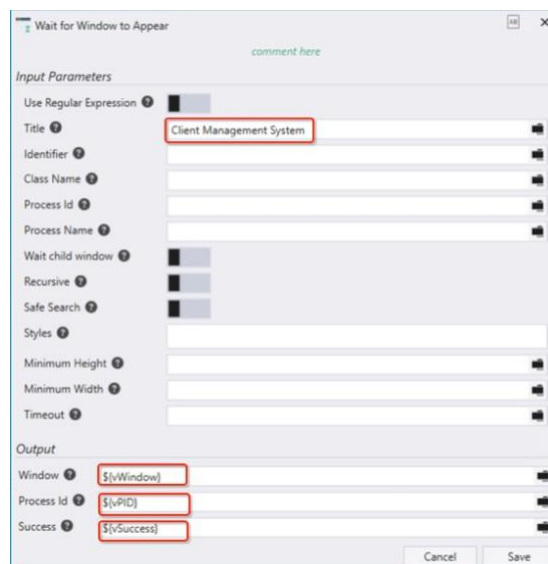 Wait for Window to Appear
AB
comment here
Input Parameters
Use Regular Expression ?
Title ? Client Management System
Identifier ?
Class Name ?
Process Id ?
Process Name ?
Wait child window ?
Recursive ?
Safe Search ?
Styles ?
Minimum Height ?
Minimum Width ?
Timeout ?
Output
Window ? ${vWindow}
Process Id ? ${vPID}
Success ? ${vSuccess}
Cancel Save